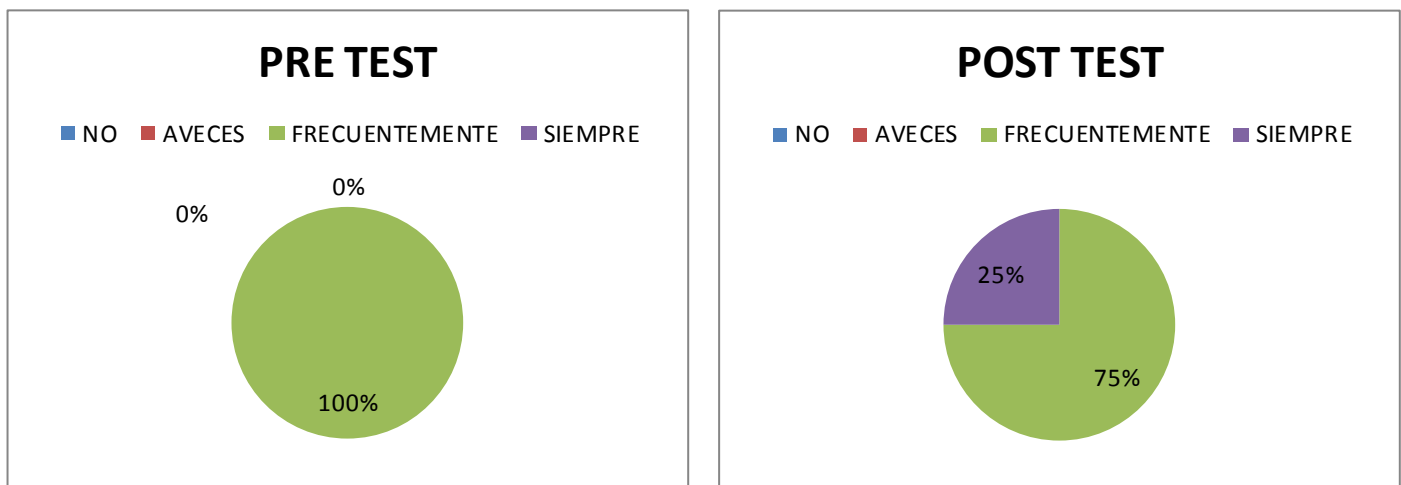 PRE TEST
NO AVECES FRECUENTEMENTE SIEMPRE
0%
0%
100%
POST TEST
NO AVECES FRECUENTEMENTE SIEMPRE
25%
75%